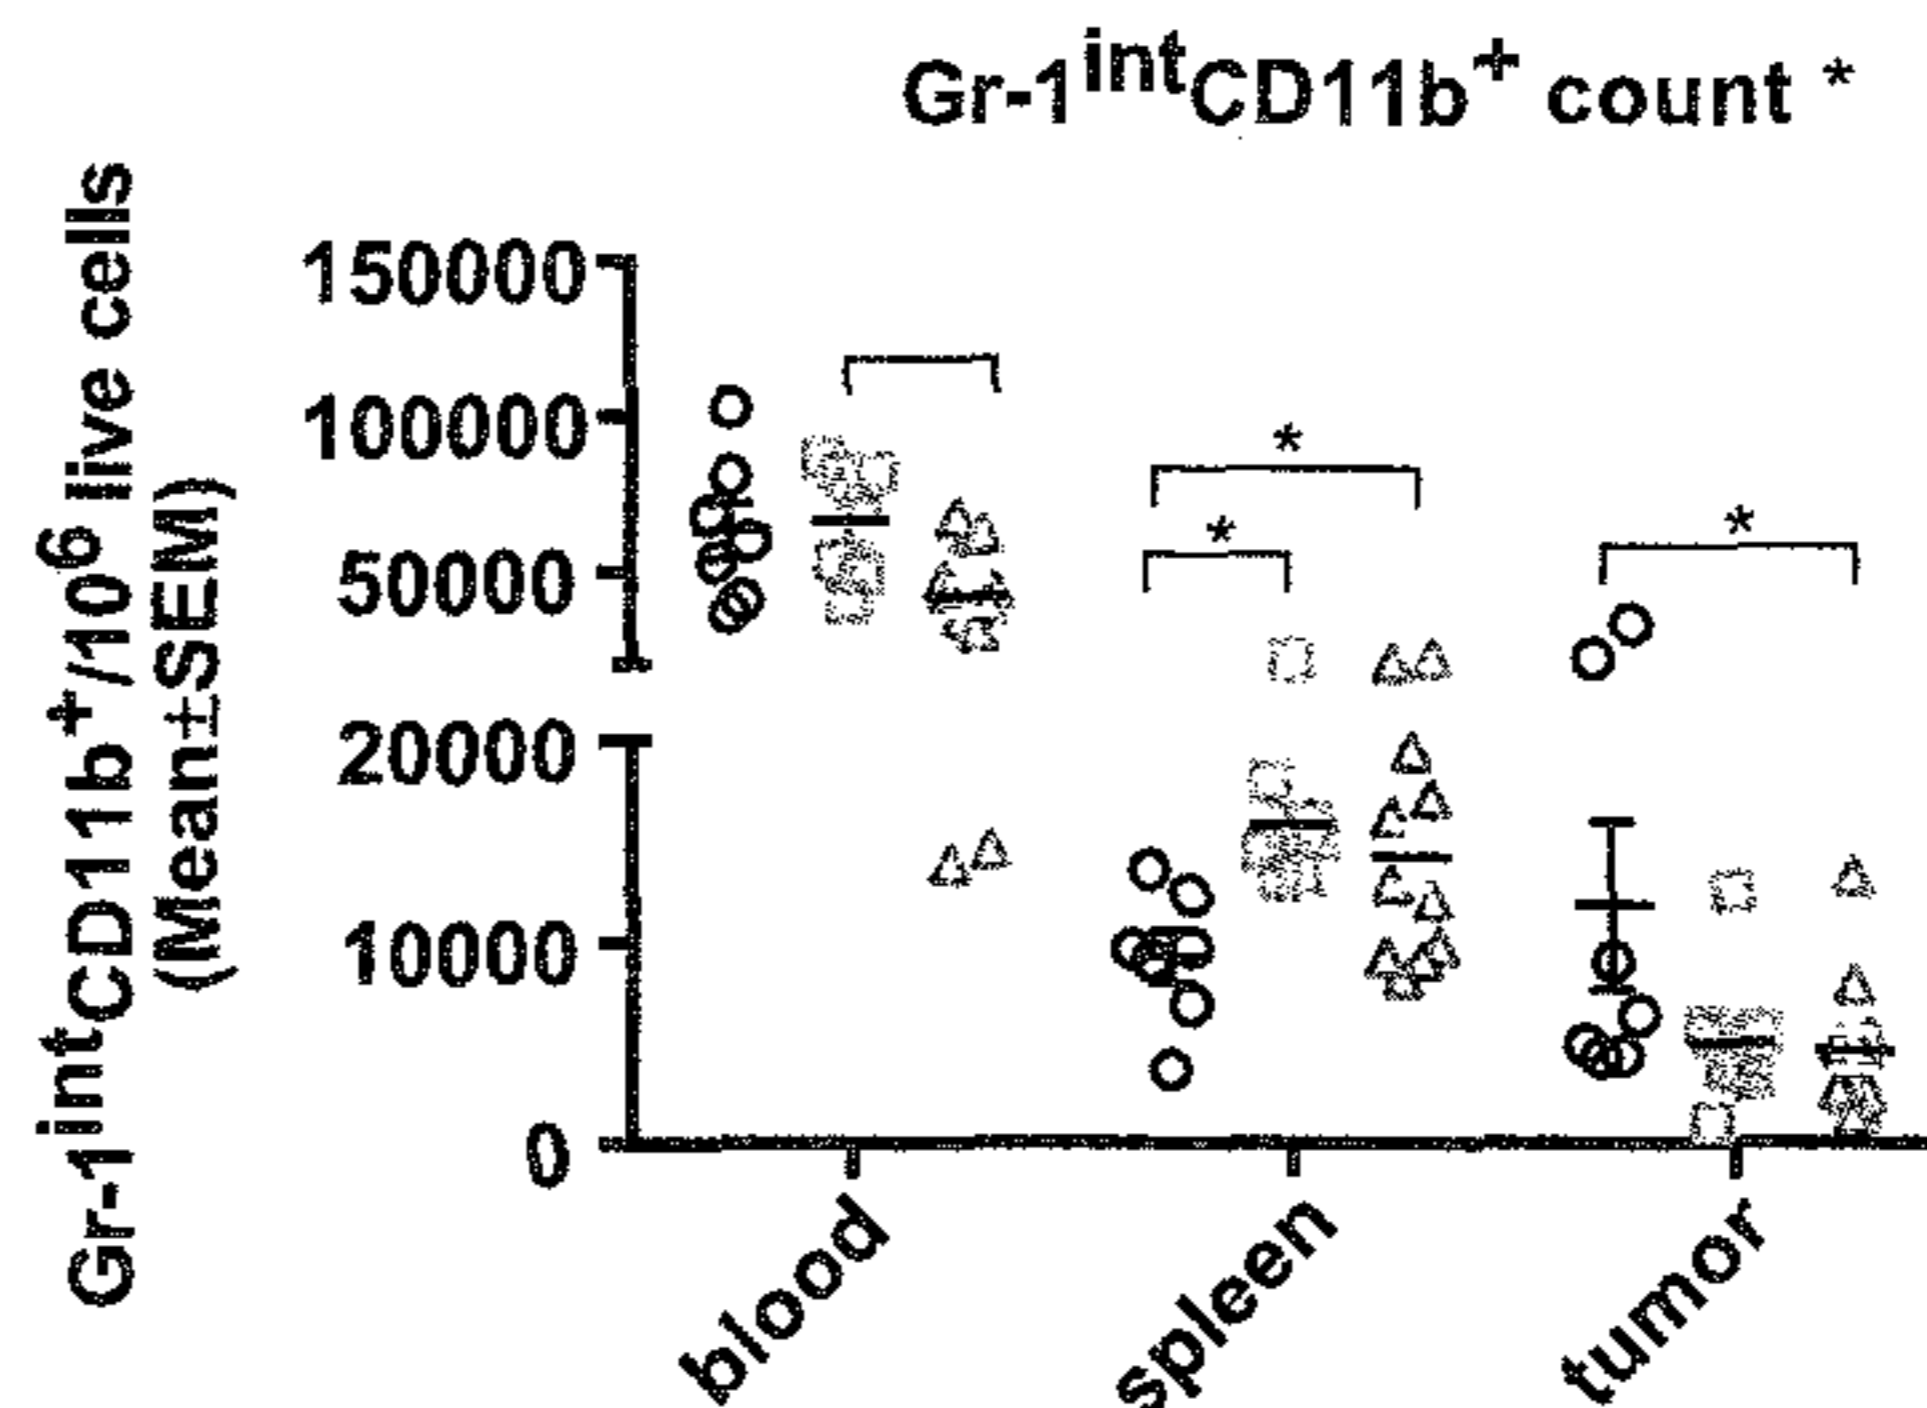 Gr-1intCD11b+ count *
Gr-1intCD11b+/106 live cells
(Mean±SEM)
150000
100000
50000
20000
10000
0
*
*
*
blood
spleen
tumor